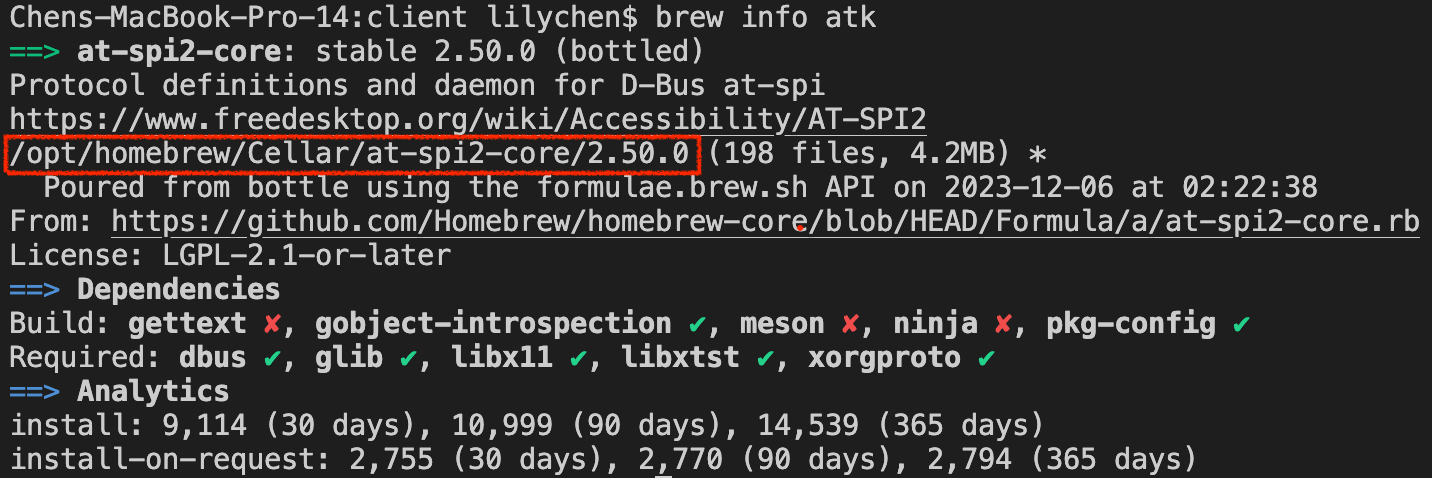 Chens-MacBook-Pro-14:client lilychen$ brew info atk
==> at-spi2-core: stable 2.50.0 (bottled)
Protocol definitions and daemon for D-Bus at-spi
https://www.freedesktop.org/wiki/Accessibility/AT-SPI2
/opt/homebrew/Cellar/at-spi2-core/2.50.0 (198 files, 4.2MB) *
  Poured from bottle using the formulae.brew.sh API on 2023-12-06 at 02:22:38
From: https://github.com/Homebrew/homebrew-core/blob/HEAD/Formula/a/at-spi2-core.rb
License: LGPL-2.1-or-later
==> Dependencies
Build: gettext ✘, gobject-introspection ✔, meson ✘, ninja ✘, pkg-config ✔
Required: dbus ✔, glib ✔, libx11 ✔, libxtst ✔, xorgproto ✔
==> Analytics
install: 9,114 (30 days), 10,999 (90 days), 14,539 (365 days)
install-on-request: 2,755 (30 days), 2,770 (90 days), 2,794 (365 days)